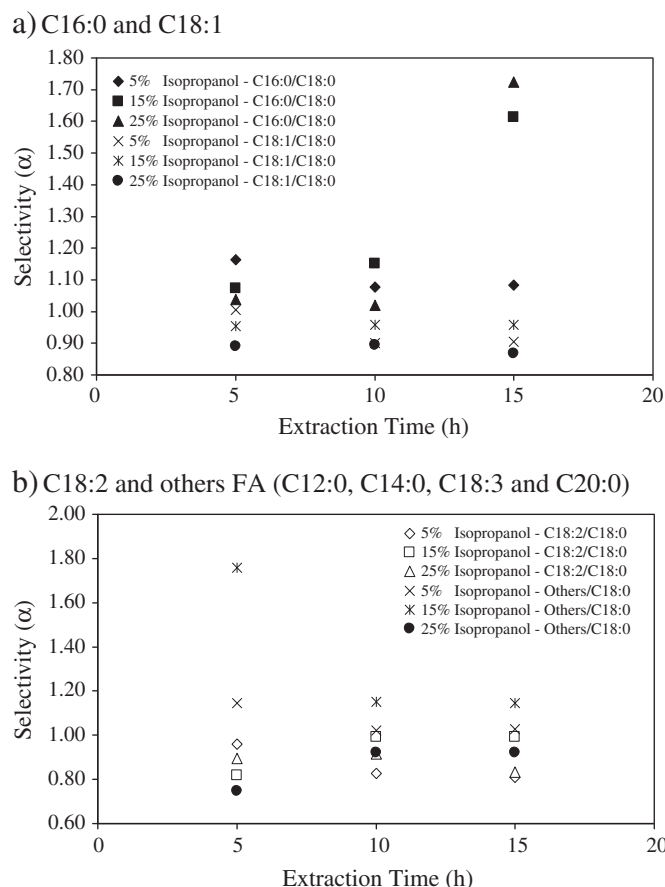 a) C16:0 and C18:1
1.80
1.70
1.60
1.50
1.40
1.30
1.20
1.10
1.00
0.90
0.80
Selectivity (α)
5% Isopropanol - C16:0/C18:0
15% Isopropanol - C16:0/C18:0
25% Isopropanol - C16:0/C18:0
5% Isopropanol - C18:1/C18:0
15% Isopropanol - C18:1/C18:0
25% Isopropanol - C18:1/C18:0
0 5 10 15 20
Extraction Time (h)
b) C18:2 and others FA (C12:0, C14:0, C18:3 and C20:0)
2.00
1.80
1.60
1.40
1.20
1.00
0.80
0.60
Selectivity (α)
5% Isopropanol - C18:2/C18:0
15% Isopropanol - C18:2/C18:0
25% Isopropanol - C18:2/C18:0
5% Isopropanol - Others/C18:0
15% Isopropanol - Others/C18:0
25% Isopropanol - Others/C18:0
0 5 10 15 20
Extraction Time (h)